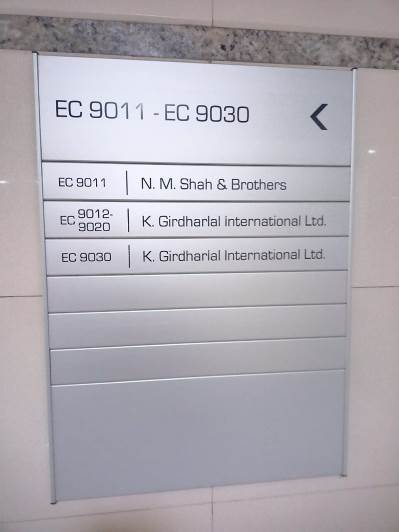 EC 9011 - EC 9030
EC 9011 | N. M. Shah & Brothers
EC 9012-9020 | K. Girdharlal international Ltd.
EC 9030 | K. Girdharlal International Ltd.